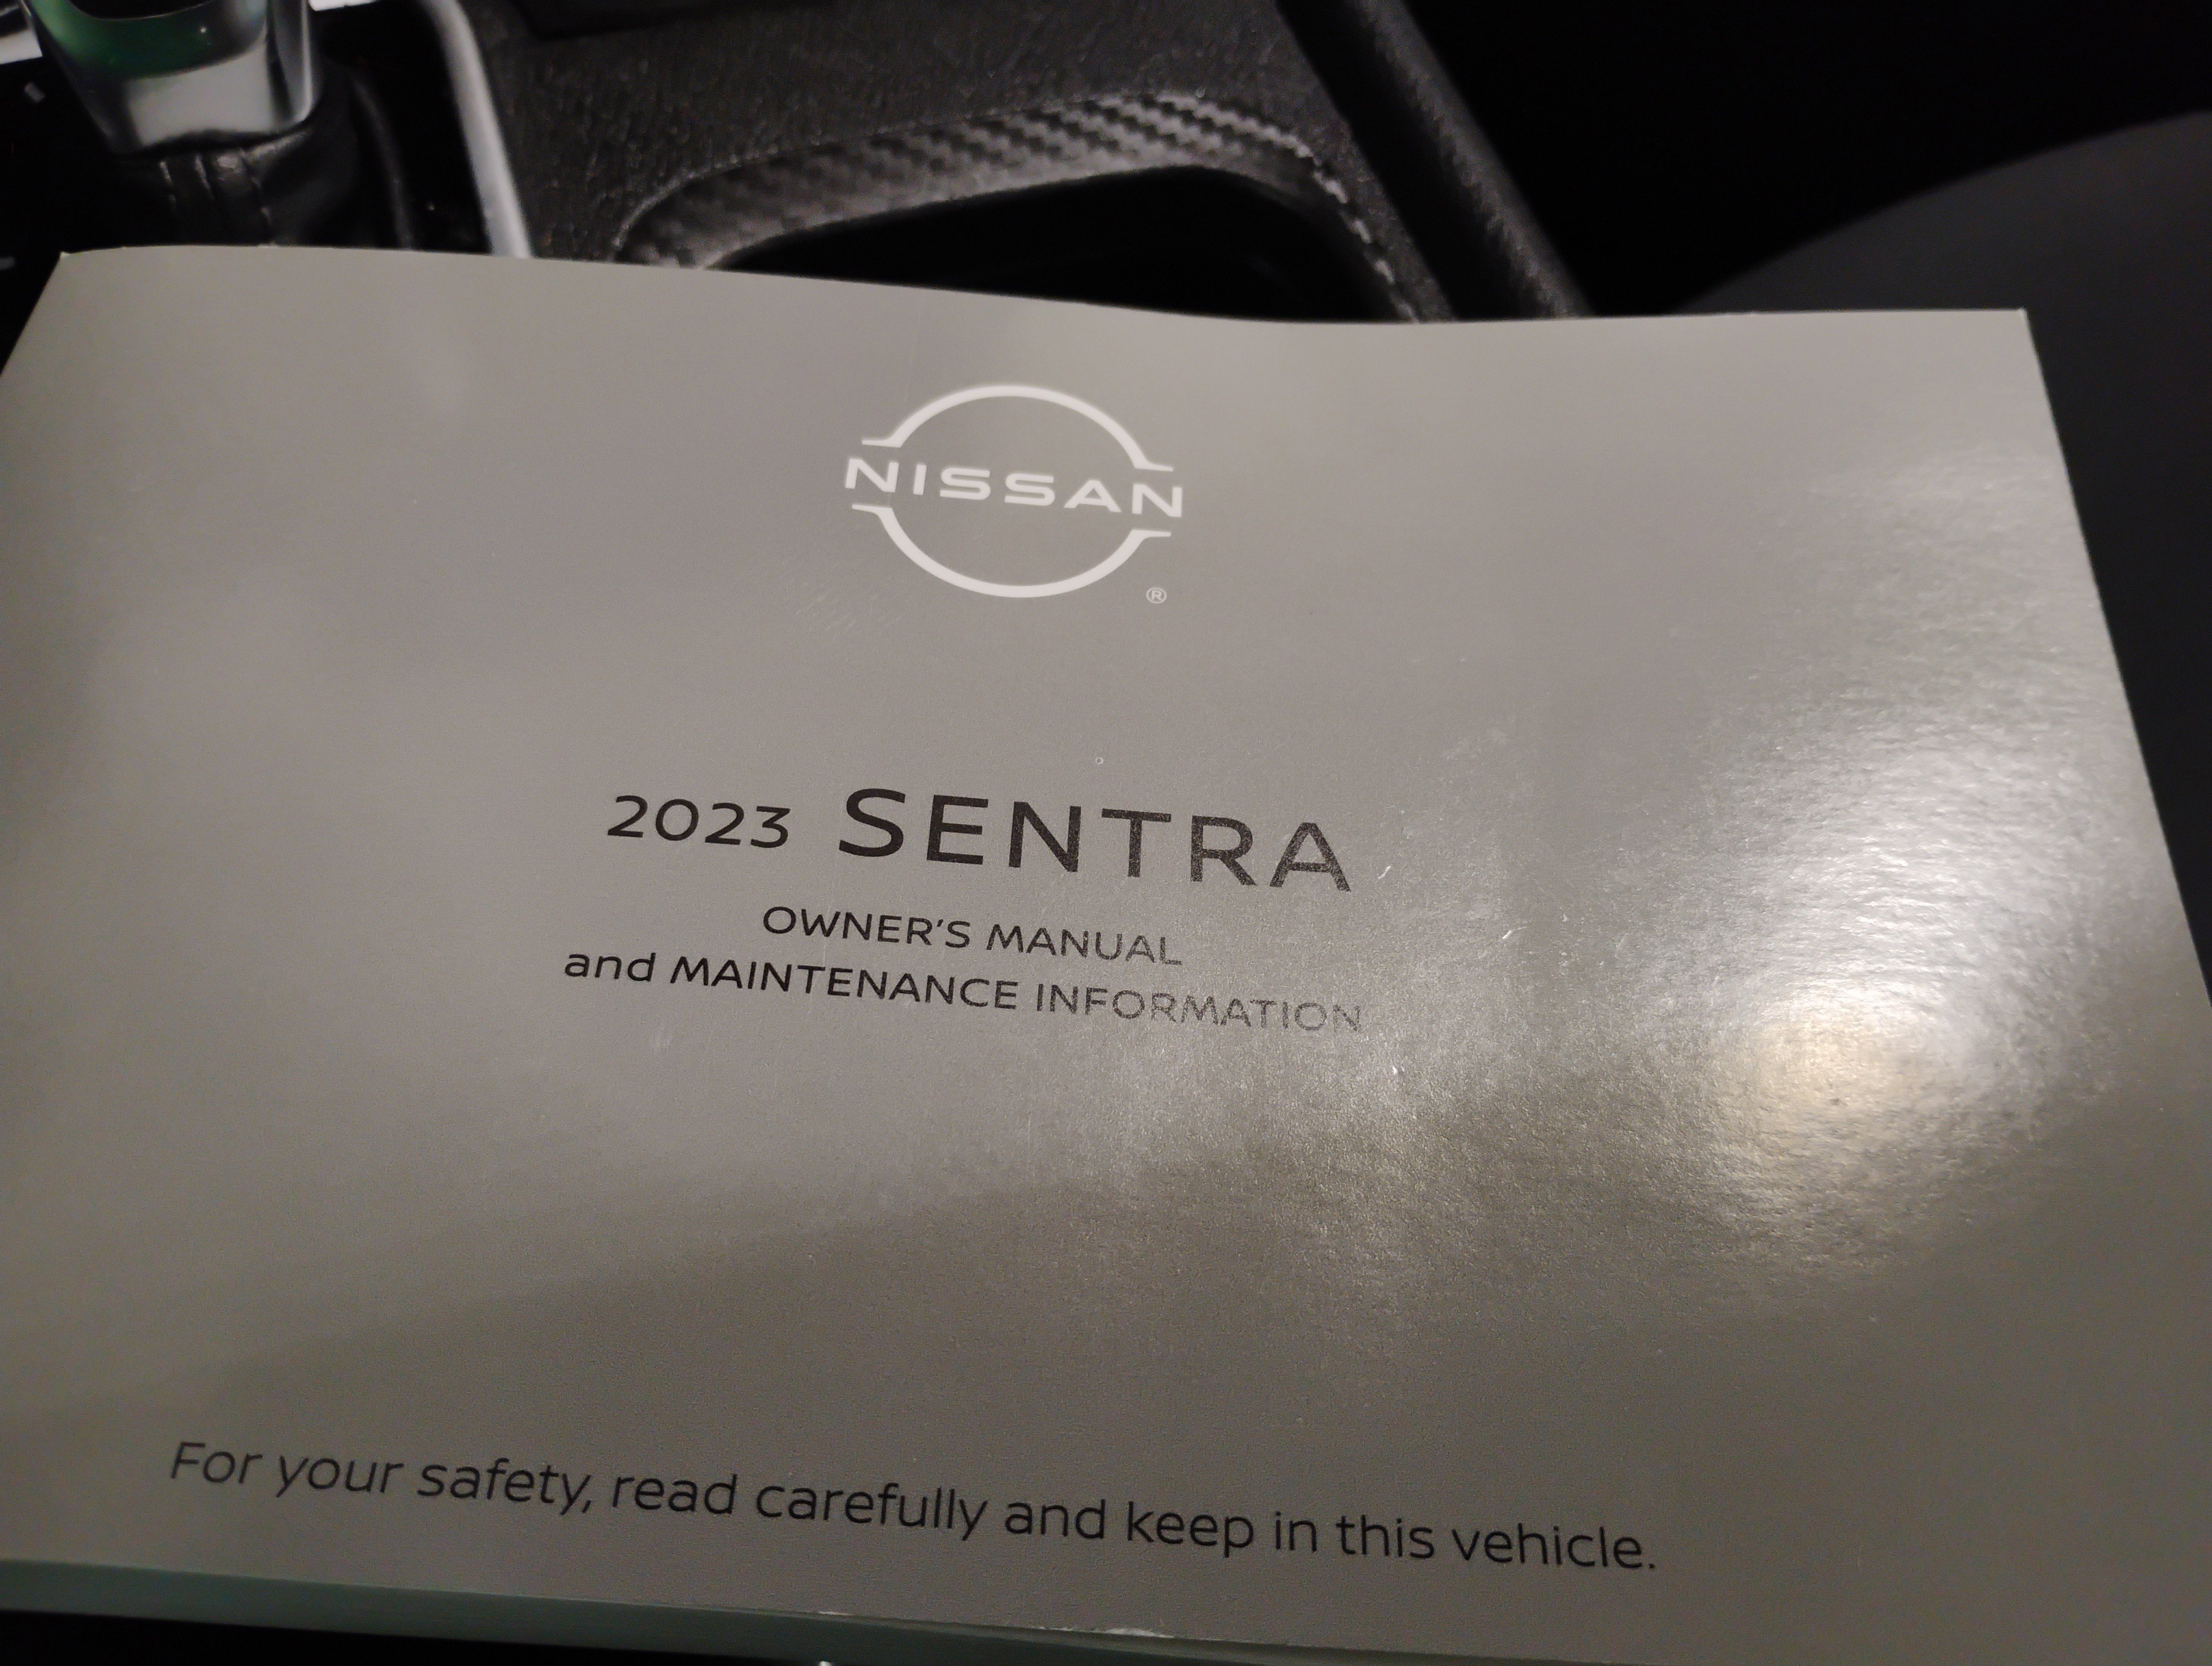 NISSAN
®
2023 SENTRA
OWNER'S MANUAL
and MAINTENANCE INFORMATION
For your safety, read carefully and keep in this vehicle.